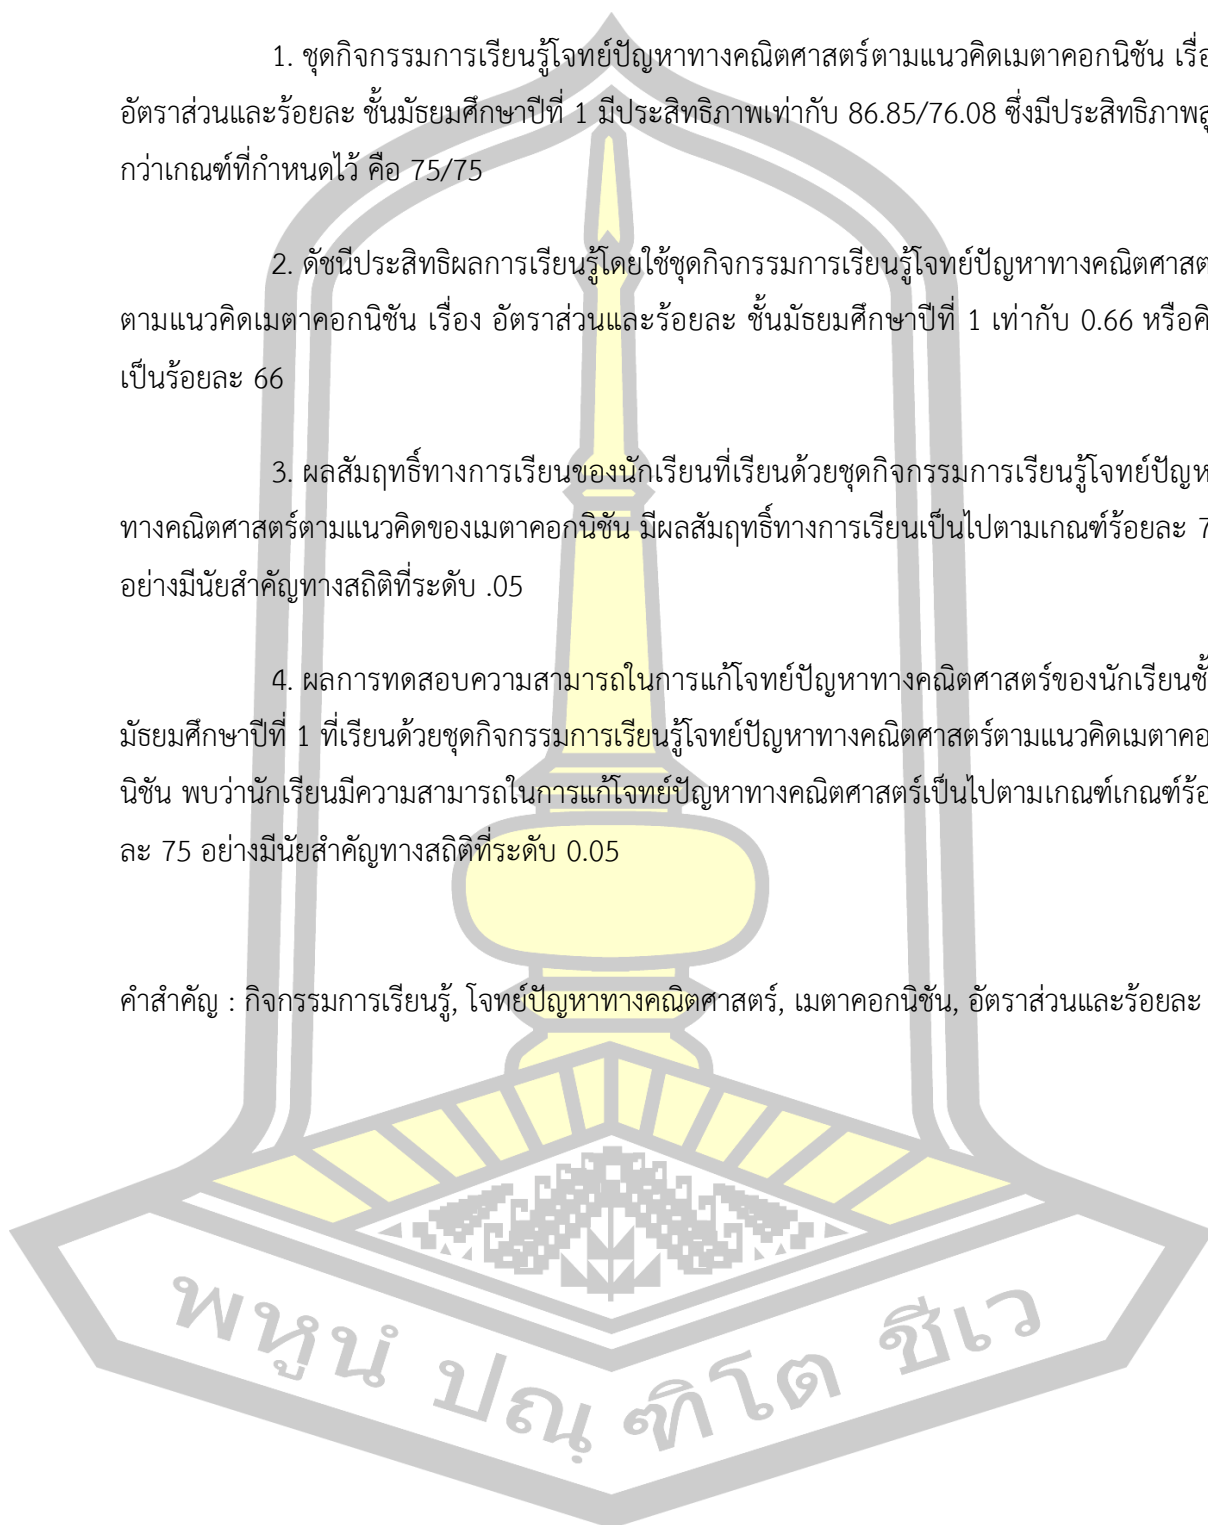 1. ชุดกิจกรรมการเรียนรู้โจทย์ปัญหาทางคณิตศาสตร์ตามแนวคิดเมตาคอกนิชัน
อัตราส่วนและร้อยละ ชั้นมัธยมศึกษาปีที่ 1 มีประสิทธิภาพเท่ากับ 86.85/76.08 ซึ่งมีประสิทธิภาพ
กว่าเกณฑ์ที่กำหนดไว้ คือ 75/75
2. ดัชนีประสิทธิผลการเรียนรู้โดยใช้ชุดกิจกรรมการเรียนรู้โจทย์ปัญหาทาง
ตามแนวคิดเมตาคอกนิชัน เรื่อง อัตราส่วนและร้อยละ ชั้นมัธยมศึกษาปีที่ 1 เท่ากับ 0.66 หรือ
เป็นร้อยละ 66
3. ผลสัมฤทธิ์ทางการเรียนของนักเรียนที่เรียนด้วยชุดกิจกรรมการเรียนรู้โจทย์
ทางคณิตศาสตร์ตามแนวคิดของเมตาคอกนิชัน มีผลสัมฤทธิ์ทางการเรียนเป็นไปตามเกณฑ์ร้อยละ
อย่างมีนัยสำคัญทางสถิติที่ระดับ .05
4. ผลการทดสอบความสามารถในการแก้โจทย์ปัญหาทางคณิตศาสตร์ของนักเรียนชั้น
มัธยมศึกษาปีที่ 1 ที่เรียนด้วยชุดกิจกรรมการเรียนรู้โจทย์ปัญหาทางคณิตศาสตร์ตามแนวคิดเมตาคอ
นิชัน พบว่านักเรียนมีความสามารถในการแก้โจทย์ปัญหาทางคณิตศาสตร์เป็นไปตามเกณฑ์เกณฑ์ร้อ
ละ 75 อย่างมีนัยสำคัญทางสถิติที่ระดับ 0.05
คำสำคัญ : กิจกรรมการเรียนรู้, โจทย์ปัญหาทางคณิตศาสตร์, เมตาคอกนิชัน, อัตราส่วนและร้อยละ
พหูนํ ปณฺฑิโต ชีเว